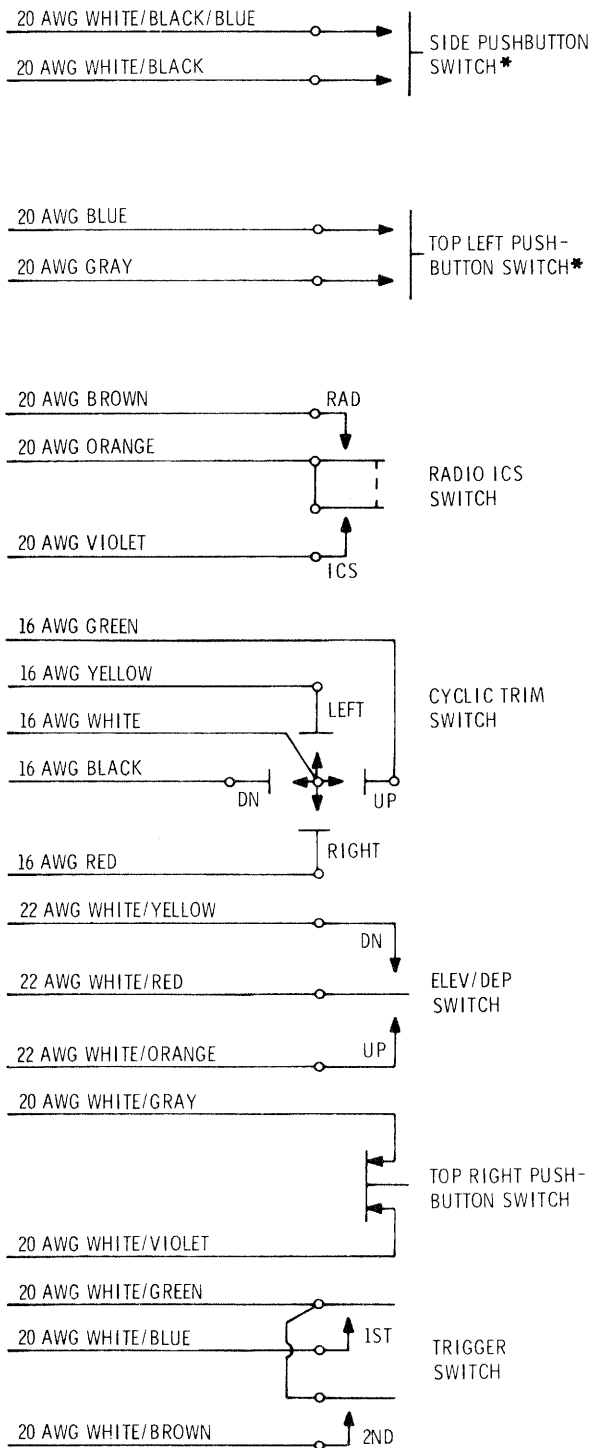 20 AWG WHITE/BLACK/BLUE
20 AWG WHITE/BLACK
SIDE PUSHBUTTON
SWITCH*
20 AWG BLUE
20 AWG GRAY
TOP LEFT PUSH-
BUTTON SWITCH*
20 AWG BROWN
RAD
20 AWG ORANGE
RADIO ICS
SWITCH
20 AWG VIOLET
ICS
16 AWG GREEN
16 AWG YELLOW
LEFT
16 AWG WHITE
CYCLIC TRIM
SWITCH
16 AWG BLACK
DN
UP
RIGHT
16 AWG RED
22 AWG WHITE/YELLOW
DN
22 AWG WHITE/RED
ELEV/DEP
SWITCH
22 AWG WHITE/ORANGE
UP
20 AWG WHITE/GRAY
TOP RIGHT PUSH-
BUTTON SWITCH
20 AWG WHITE/VIOLET
20 AWG WHITE/GREEN
20 AWG WHITE/BLUE
1ST
TRIGGER
SWITCH
20 AWG WHITE/BROWN
2ND